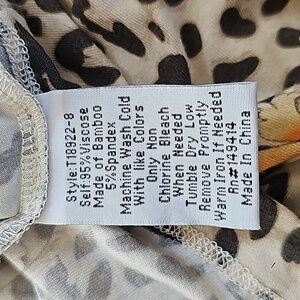 Style:T18922-8
Self:95%Viscose
Made of Bamboo
5%Spandex
Machine Wash Cold
With Like Colors
Only Non
Chlorine Bleach
When Needed
Tumble Dry Low
Remove Promptly
Warm Iron If Needed
Rn#149414
Made In China